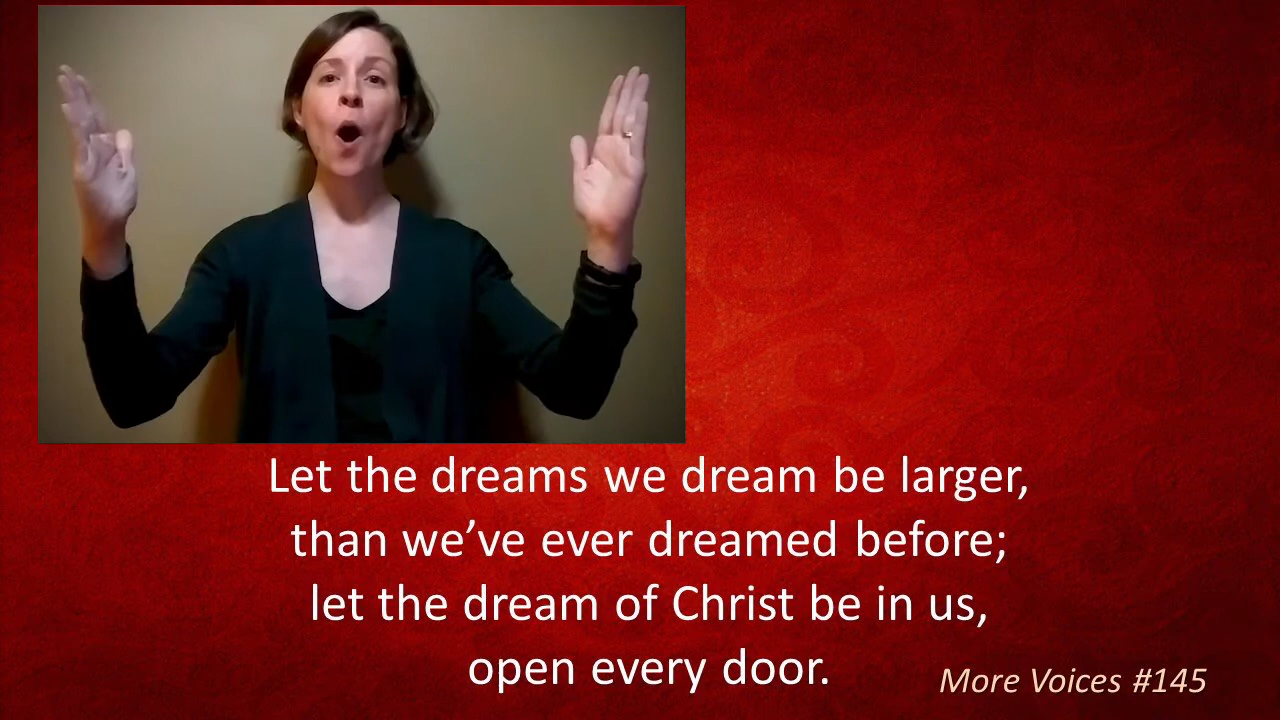 Let the dreams we dream be larger,
than we’ve ever dreamed before;
let the dream of Christ be in us,
open every door.
More Voices #145